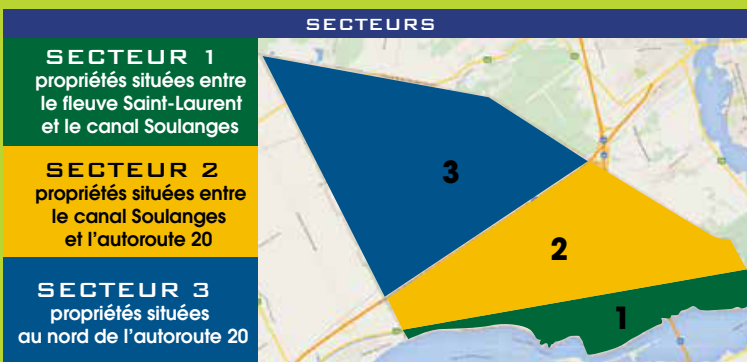 SECTEURS
SECTEUR 1
propriétés situées entre
le fleuve Saint-Laurent
et le canal Soulanges
SECTEUR 2
propriétés situées entre
le canal Soulanges
et l'autoroute 20
SECTEUR 3
propriétés situées
au nord de l'autoroute 20
3
2
1